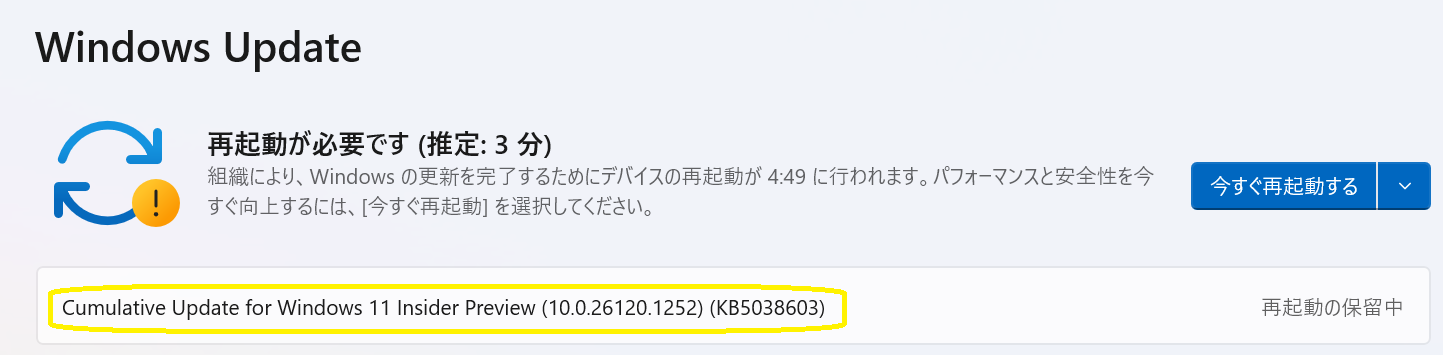 Windows Update
再起動が必要です (推定: 3 分)
組織により、Windows の更新を完了するためにデバイスの再起動が 4:49 に行われます。パフォーマンスと安全性を今
すぐ向上するには、[今すぐ再起動] を選択してください。
今すぐ再起動する
Cumulative Update for Windows 11 Insider Preview (10.0.26120.1252) (KB5038603)
再起動の保留中